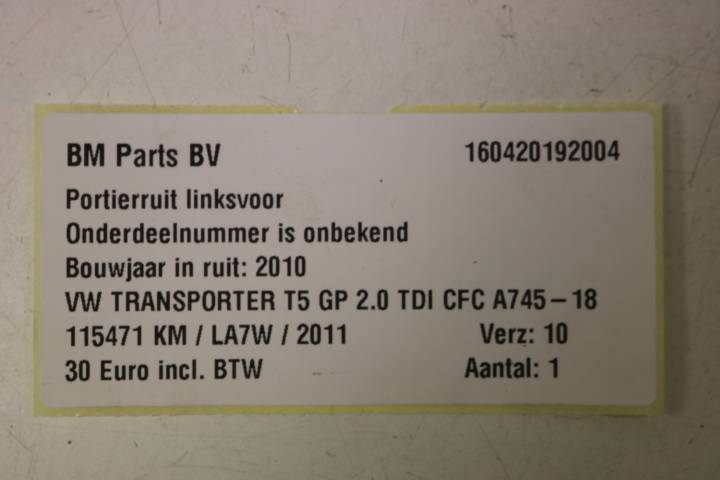 BM Parts BV 160420192004
Portierruit linksvoor
Onderdeelnummer is onbekend
Bouwjaar in ruit: 2010
VW TRANSPORTER T5 GP 2.0 TDI CFC A745-18
115471 KM / LA7W / 2011 Verz: 10
30 Euro incl. BTW Aantal: 1